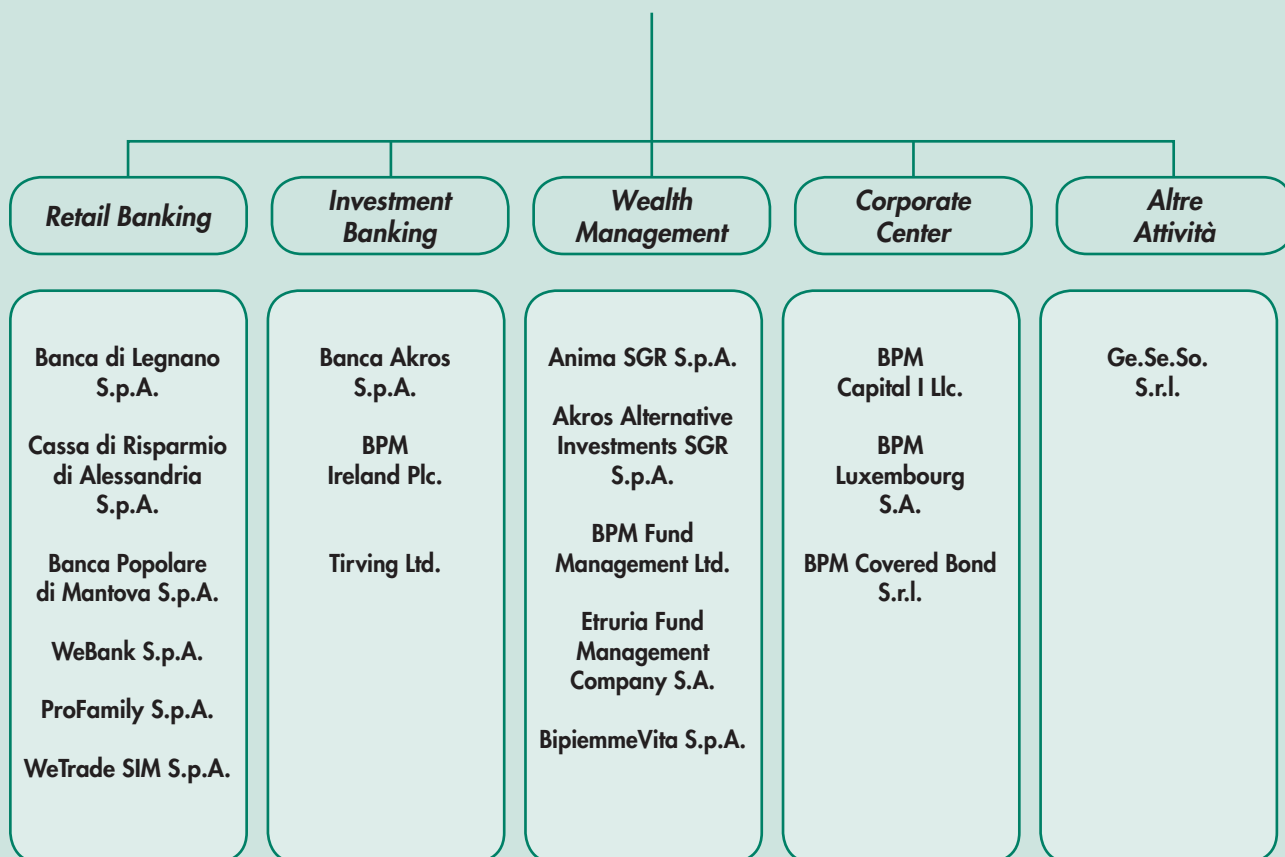 Retail Banking
Investment
Banking
Wealth
Management
Corporate
Center
Altre
Attività
Banca di Legnano
S.p.A.
Cassa di Risparmio
di Alessandria
S.p.A.
Banca Popolare
di Mantova S.p.A.
WeBank S.p.A.
ProFamily S.p.A.
WeTrade SIM S.p.A.
Banca Akros
S.p.A.
BPM
Ireland Plc.
Tirving Ltd.
Anima SGR S.p.A.
Akros Alternative
Investments SGR
S.p.A.
BPM Fund
Management Ltd.
Etruria Fund
Management
Company S.A.
BipiemmeVita S.p.A.
BPM
Capital I Llc.
BPM
Luxembourg
S.A.
BPM Covered Bond
S.r.l.
Ge.Se.So.
S.r.l.